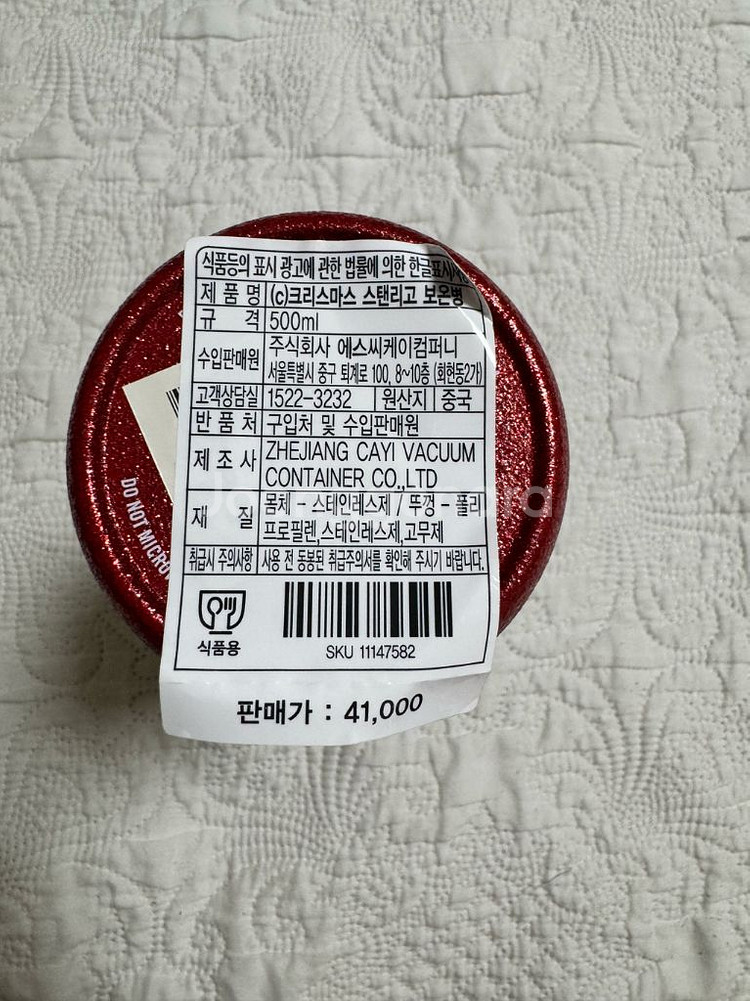 식품등의 표시 광고에 관한 법률에 의한 한글표시사항
제 품 명 (c)크리스마스 스탠리고 보온병
규 격 500ml
수입판매원 주식회사 에스씨케이컴퍼니
서울특별시 중구 퇴계로 100, 8~10층 (회현동2가)
고객상담실 1522-3232 원산지 중국
반 품 처 구입처 및 수입판매원
제 조 사 ZHEJIANG CAYI VACUUM
CONTAINER CO.,LTD
재 질 몸체 - 스테인레스제 / 뚜껑 - 폴리
프로필렌,스테인레스제,고무제
취급시 주의사항 사용 전 동봉된 취급주의서를 확인해 주시기 바랍니다.
식품용
SKU 11147582
판매가 : 41,000
DO NOT